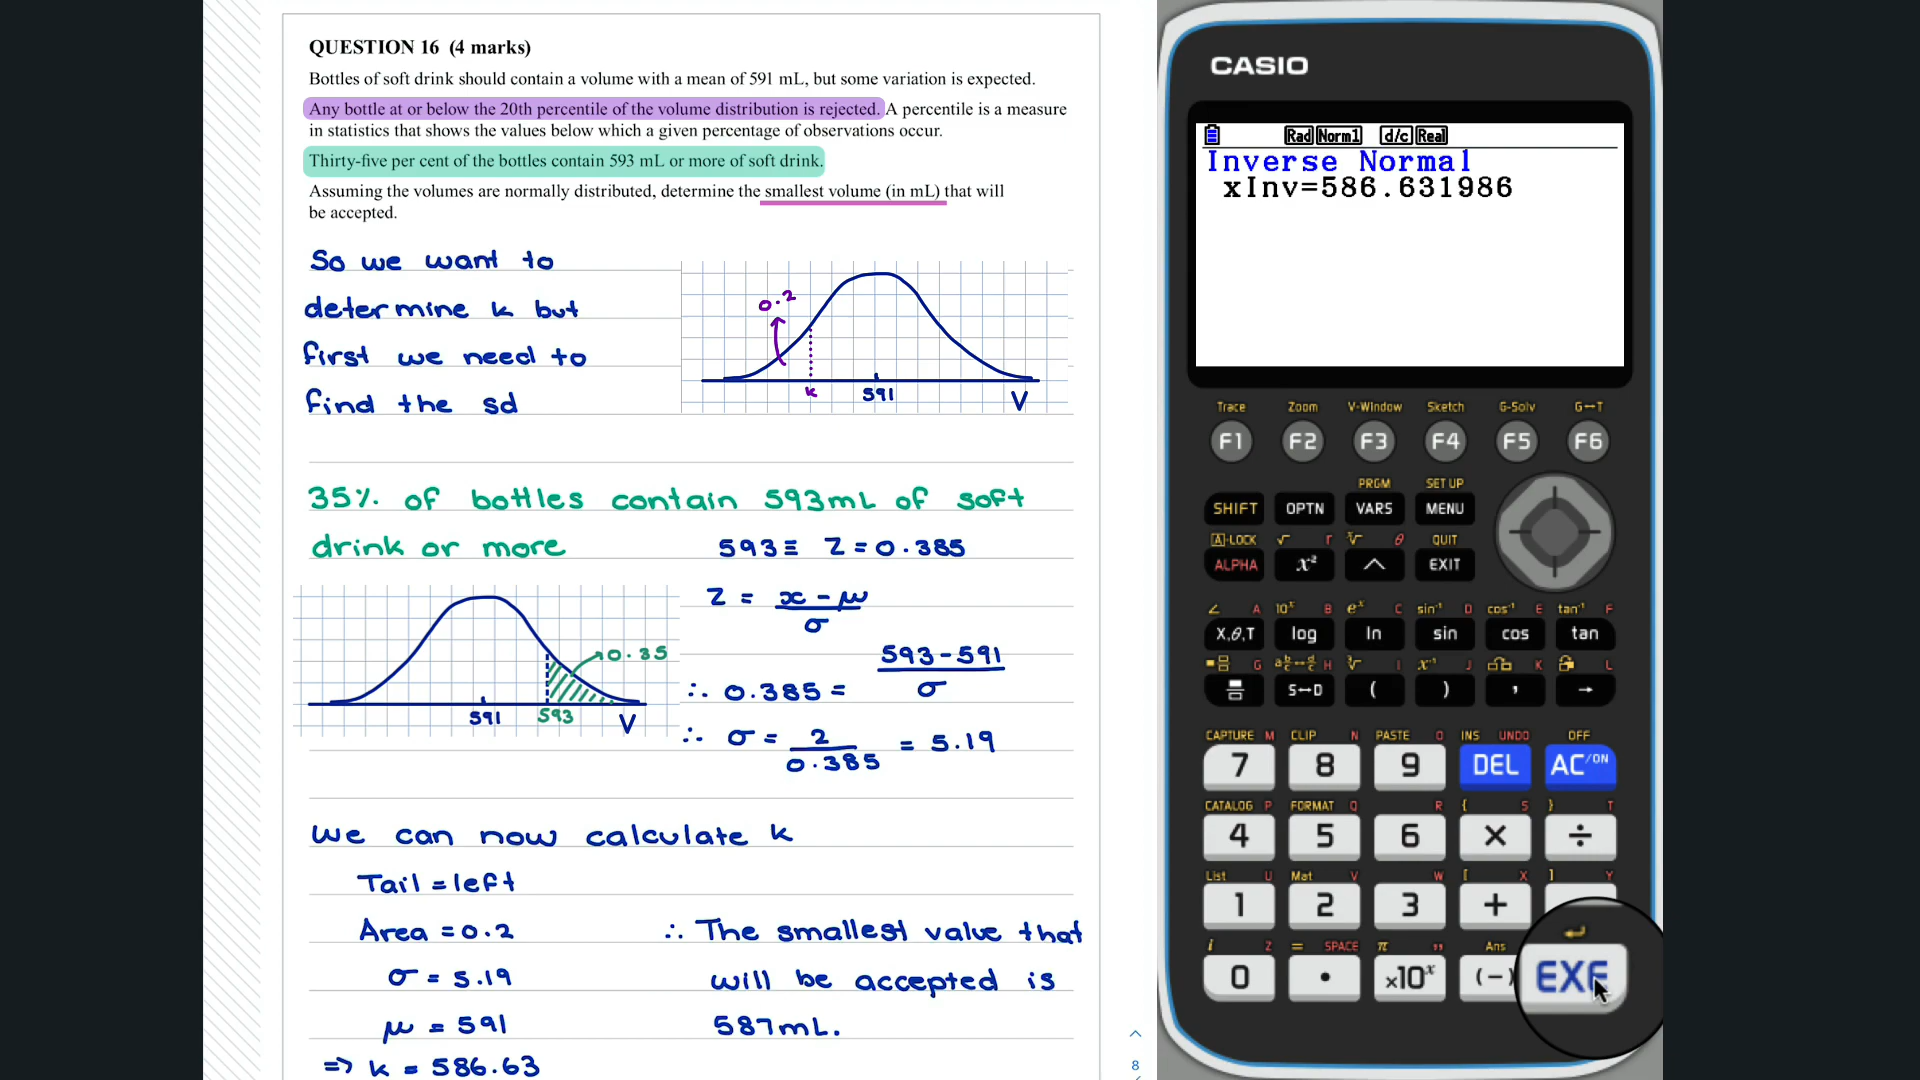 QUESTION 16 (4 marks)
Bottles of soft drink should contain a volume with a mean of 591 mL, but some variation is expected.
Any bottle at or below the 20th percentile of the volume distribution is rejected. A percentile is a measure
in statistics that shows the values below which a given percentage of observations occur.
Thirty-five per cent of the bottles contain 593 mL or more of soft drink.
Assuming the volumes are normally distributed, determine the smallest volume (in mL) that will
be accepted.
So we want to
determine k but
first we need to
find the sd
0.2
k
591
V
35% of bottles contain 593mL of soft
drink or more
593 ≡ Z = 0.385
Z = x - μ / σ
0.35
591
593
V
∴ 0.385 = 593 - 591 / σ
∴ σ = 2 / 0.385 = 5.19
We can now calculate k
Tail = left
Area = 0.2
σ = 5.19
μ = 591
=> k = 586.63
∴ The smallest value that
will be accepted is
587mL.
8
CASIO
Rad Norm1 d/c Real
Inverse Normal
xInv=586.631986
Trace Zoom V-Window Sketch G-Solv G↔T
F1 F2 F3 F4 F5 F6
PRGM SET UP
SHIFT OPTN VARS MENU
A-LOCK √ r x√ θ QUIT
ALPHA x² ^ EXIT
∠ A 10ˣ B eˣ C sin⁻¹ D cos⁻¹ E tan⁻¹ F
X,θ,T log ln sin cos tan
G H ³√ I x⁻¹ J K L
S↔D ( ) , →
CAPTURE M CLIP N PASTE O INS UNDO OFF
7 8 9 DEL AC/ON
CATALOG P FORMAT Q R { S } T
4 5 6 × ÷
List U Mat V W [ X ] Y
1 2 3 +
i Z = SPACE π " Ans
0 • ×10ˣ (−) EXE